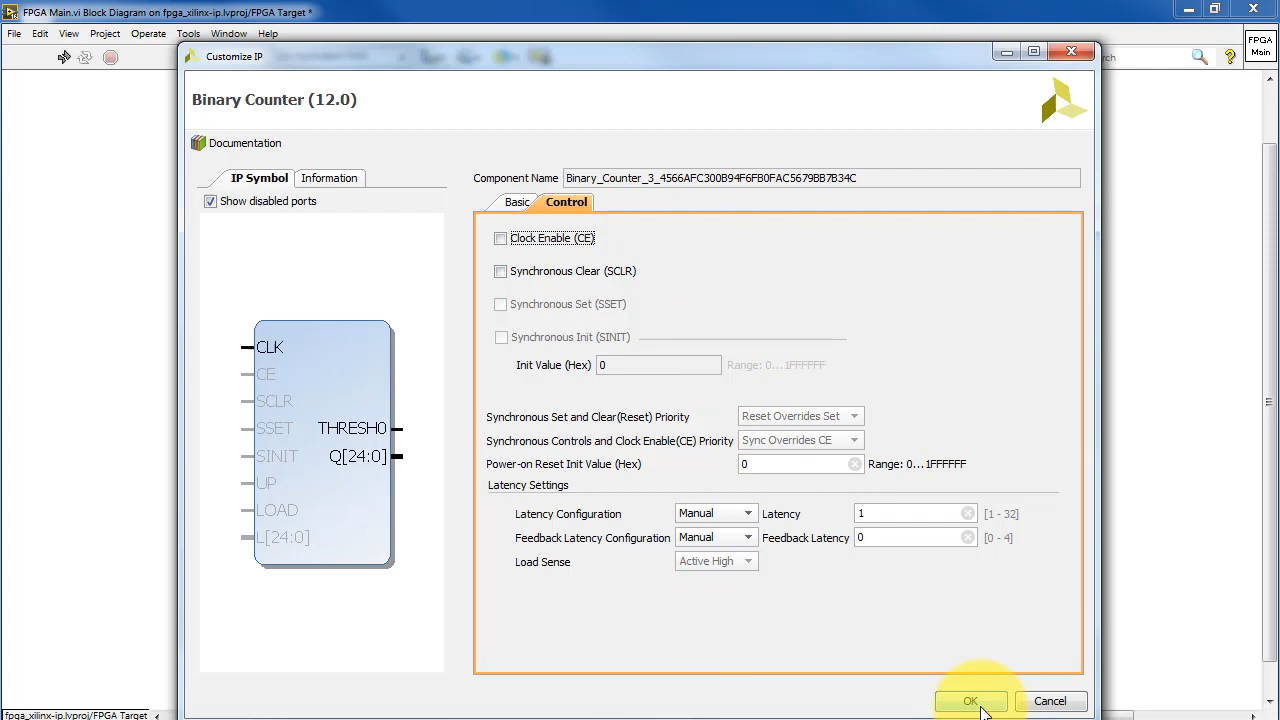 FPGA Main.vi Block Diagram on fpga_xilinx-ip.lvproj/FPGA Target *
File Edit View Project Operate Tools Window Help
FPGA
Main
Customize IP
Binary Counter (12.0)
Documentation
IP Symbol Information
Show disabled ports
Component Name Binary_Counter_3_4566AFC300B94F6FB0FAC5679BB7B34C
Basic Control
Clock Enable (CE)
Synchronous Clear (SCLR)
Synchronous Set (SSET)
Synchronous Init (SINIT)
Init Value (Hex) 0 Range: 0...1FFFFFF
CLK
CE
SCLR
SSET THRESH0
SINIT Q[24:0]
UP
LOAD
L[24:0]
Synchronous Set and Clear(Reset) Priority Reset Overrides Set
Synchronous Controls and Clock Enable(CE) Priority Sync Overrides CE
Power-on Reset Init Value (Hex) 0 Range: 0...1FFFFFF
Latency Settings
Latency Configuration Manual Latency 1 [1 - 32]
Feedback Latency Configuration Manual Feedback Latency 0 [0 - 4]
Load Sense Active High
OK Cancel
fpga_xilinx-ip.lvproj/FPGA Target